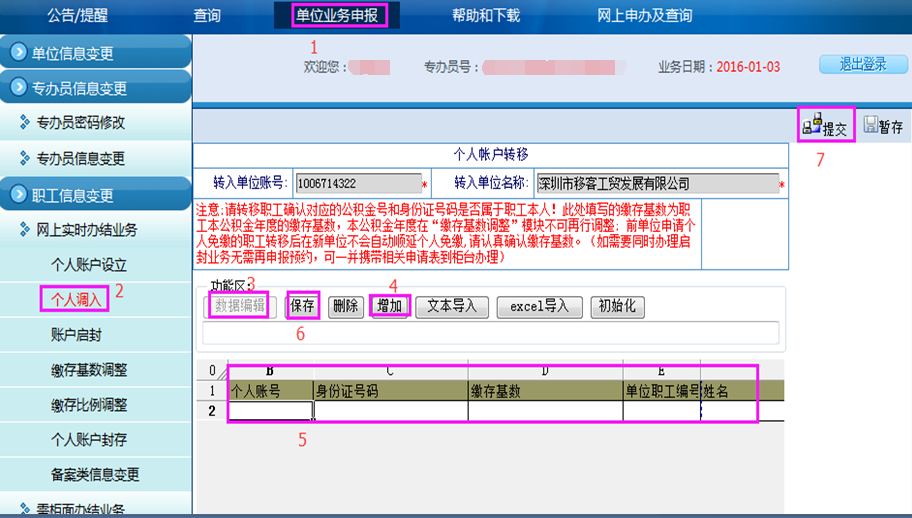 公告/提醒 查询 单位业务申报 帮助和下载 网上申办及查询
1
欢迎您： 专办员号： 业务日期：2016-01-03 退出登录
单位信息变更
专办员信息变更
专办员密码修改
专办员信息变更
职工信息变更
网上实时办结业务
个人账户设立
个人调入 2
账户启封
缴存基数调整
缴存比例调整
个人账户封存
备案类信息变更
需柜面办结业务
提交 暂存
7
个人帐户转移
转入单位账号: 1006714322 * 转入单位名称: 深圳市移客工贸发展有限公司 *
注意:请转移职工确认对应的公积金号和身份证号码是否属于职工本人！此处填写的缴存基数为职
工本公积金年度的缴存基数，本公积金年度在“缴存基数调整”模块不可再行调整; 前单位申请个
人免缴的职工转移后在新单位不会自动顺延个人免缴,请认真确认缴存基数。（如需要同时办理启
封业务无需再申报预约，可一并携带相关申请表到柜台办理）
功能区:
3 4
数据编辑 保存 删除 增加 文本导入 excel导入 初始化
6
0 B C D E
1 个人账号 身份证号码 缴存基数 单位职工编号 姓名
2
5